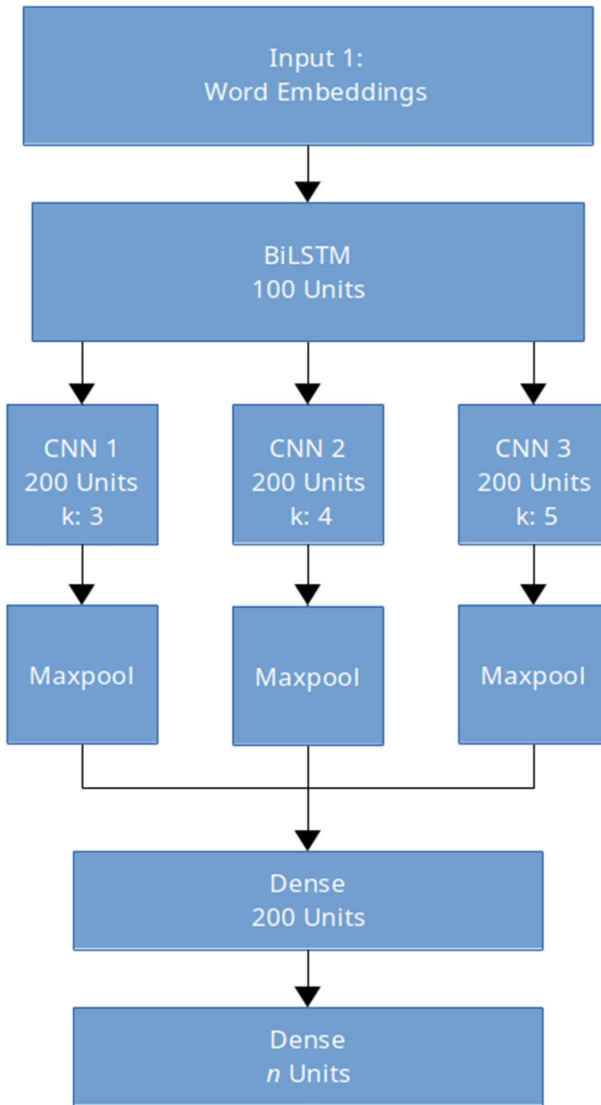 Input 1:
Word Embeddings
BiLSTM
100 Units
CNN 1
200 Units
k: 3
CNN 2
200 Units
k: 4
CNN 3
200 Units
k: 5
Maxpool
Maxpool
Maxpool
Dense
200 Units
Dense
n Units